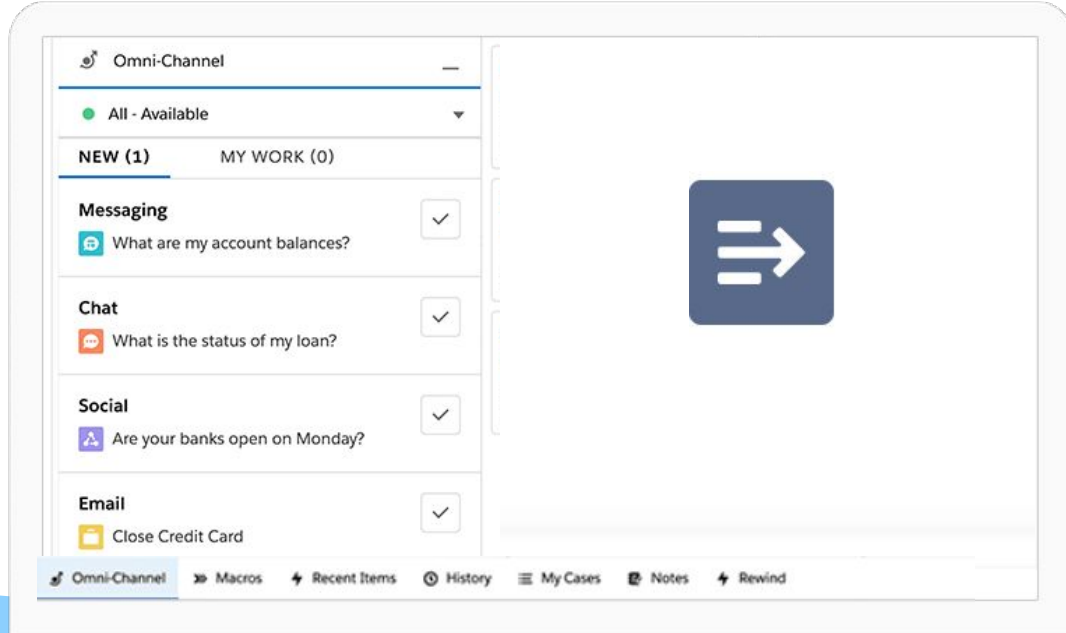 Omni-Channel
All - Available
NEW (1) MY WORK (0)
Messaging
What are my account balances?
Chat
What is the status of my loan?
Social
Are your banks open on Monday?
Email
Close Credit Card
Omni-Channel Macros Recent Items History My Cases Notes Rewind